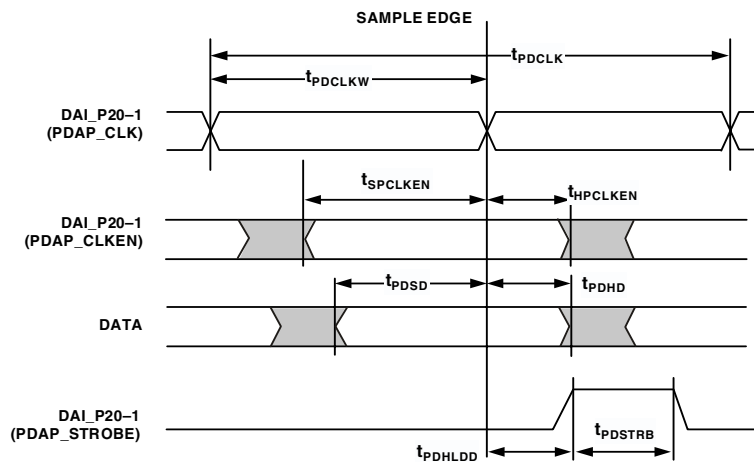 SAMPLE EDGE
tPDCLK
tPDCLKW
DAI_P20–1
(PDAP_CLK)
tSPCLKEN
tHPCLKEN
DAI_P20–1
(PDAP_CLKEN)
tPDSD
tPDHD
DATA
DAI_P20–1
(PDAP_STROBE)
tPDSTRB
tPDHLDD